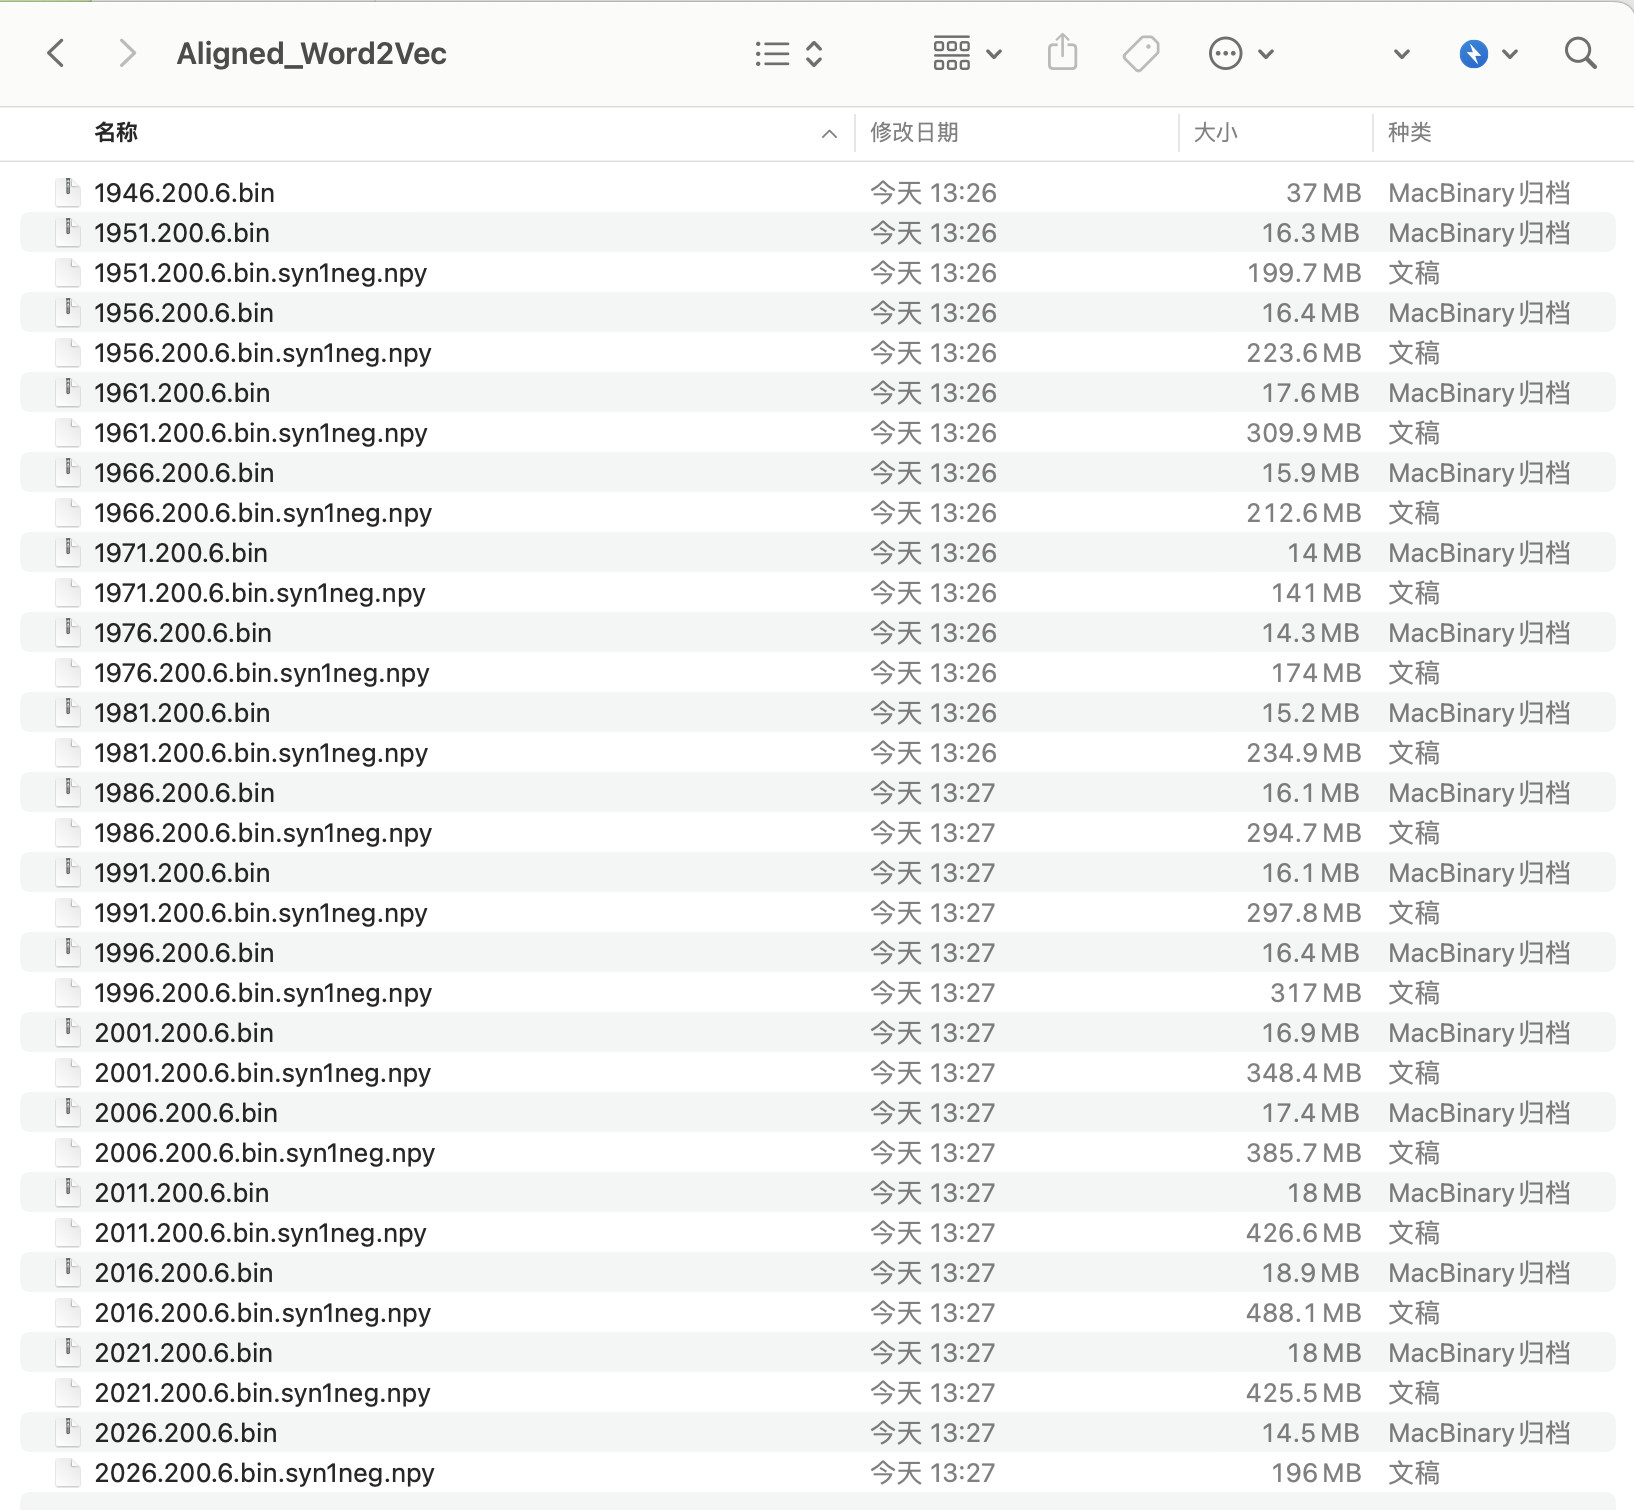 Aligned_Word2Vec
名称 修改日期 大小 种类
1946.200.6.bin 今天 13:26 37 MB MacBinary归档
1951.200.6.bin 今天 13:26 16.3 MB MacBinary归档
1951.200.6.bin.syn1neg.npy 今天 13:26 199.7 MB 文稿
1956.200.6.bin 今天 13:26 16.4 MB MacBinary归档
1956.200.6.bin.syn1neg.npy 今天 13:26 223.6 MB 文稿
1961.200.6.bin 今天 13:26 17.6 MB MacBinary归档
1961.200.6.bin.syn1neg.npy 今天 13:26 309.9 MB 文稿
1966.200.6.bin 今天 13:26 15.9 MB MacBinary归档
1966.200.6.bin.syn1neg.npy 今天 13:26 212.6 MB 文稿
1971.200.6.bin 今天 13:26 14 MB MacBinary归档
1971.200.6.bin.syn1neg.npy 今天 13:26 141 MB 文稿
1976.200.6.bin 今天 13:26 14.3 MB MacBinary归档
1976.200.6.bin.syn1neg.npy 今天 13:26 174 MB 文稿
1981.200.6.bin 今天 13:26 15.2 MB MacBinary归档
1981.200.6.bin.syn1neg.npy 今天 13:26 234.9 MB 文稿
1986.200.6.bin 今天 13:27 16.1 MB MacBinary归档
1986.200.6.bin.syn1neg.npy 今天 13:27 294.7 MB 文稿
1991.200.6.bin 今天 13:27 16.1 MB MacBinary归档
1991.200.6.bin.syn1neg.npy 今天 13:27 297.8 MB 文稿
1996.200.6.bin 今天 13:27 16.4 MB MacBinary归档
1996.200.6.bin.syn1neg.npy 今天 13:27 317 MB 文稿
2001.200.6.bin 今天 13:27 16.9 MB MacBinary归档
2001.200.6.bin.syn1neg.npy 今天 13:27 348.4 MB 文稿
2006.200.6.bin 今天 13:27 17.4 MB MacBinary归档
2006.200.6.bin.syn1neg.npy 今天 13:27 385.7 MB 文稿
2011.200.6.bin 今天 13:27 18 MB MacBinary归档
2011.200.6.bin.syn1neg.npy 今天 13:27 426.6 MB 文稿
2016.200.6.bin 今天 13:27 18.9 MB MacBinary归档
2016.200.6.bin.syn1neg.npy 今天 13:27 488.1 MB 文稿
2021.200.6.bin 今天 13:27 18 MB MacBinary归档
2021.200.6.bin.syn1neg.npy 今天 13:27 425.5 MB 文稿
2026.200.6.bin 今天 13:27 14.5 MB MacBinary归档
2026.200.6.bin.syn1neg.npy 今天 13:27 196 MB 文稿